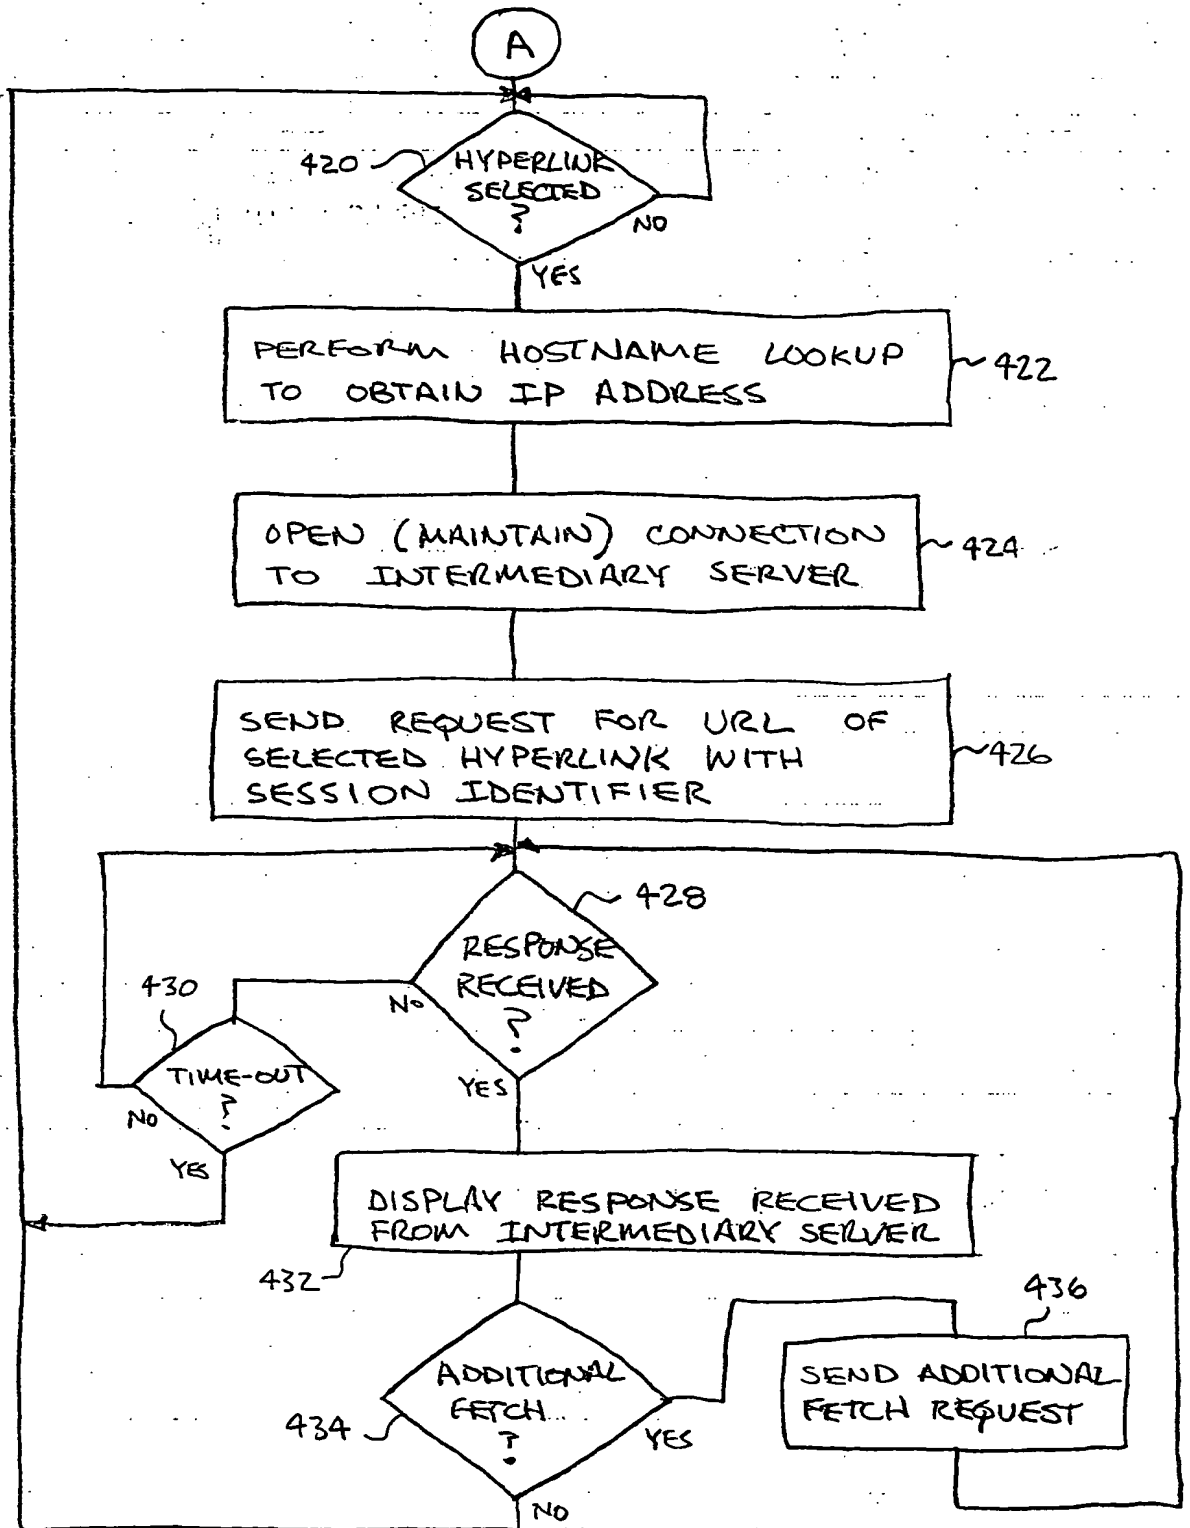 A
420
HYPERLINK
SELECTED
?
NO
YES
PERFORM HOSTNAME LOOKUP
TO OBTAIN IP ADDRESS
422
OPEN (MAINTAIN) CONNECTION
TO INTERMEDIARY SERVER
424
SEND REQUEST FOR URL OF
SELECTED HYPERLINK WITH
SESSION IDENTIFIER
426
428
RESPONSE
RECEIVED
?
NO
YES
430
TIME-OUT
?
NO
YES
DISPLAY RESPONSE RECEIVED
FROM INTERMEDIARY SERVER
432
436
ADDITIONAL
FETCH
?
434
YES
NO
SEND ADDITIONAL
FETCH REQUEST